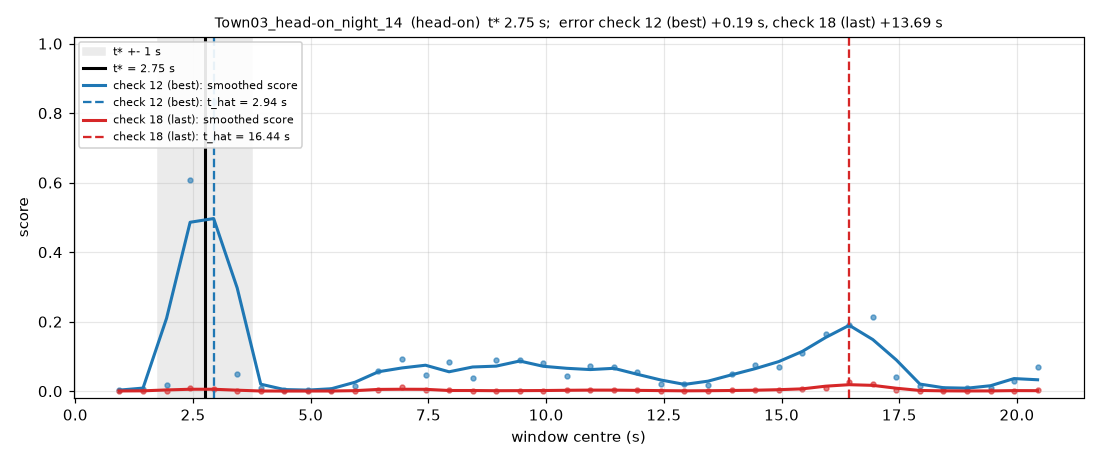 Town03_head-on_night_14  (head-on)  t* 2.75 s;  error check 12 (best) +0.19 s, check 18 (last) +13.69 s
t* +- 1 s
t* = 2.75 s
check 12 (best): smoothed score
check 12 (best): t_hat = 2.94 s
check 18 (last): smoothed score
check 18 (last): t_hat = 16.44 s
1.0
0.8
0.6
0.4
0.2
0.0
score
0.0 2.5 5.0 7.5 10.0 12.5 15.0 17.5 20.0
window centre (s)